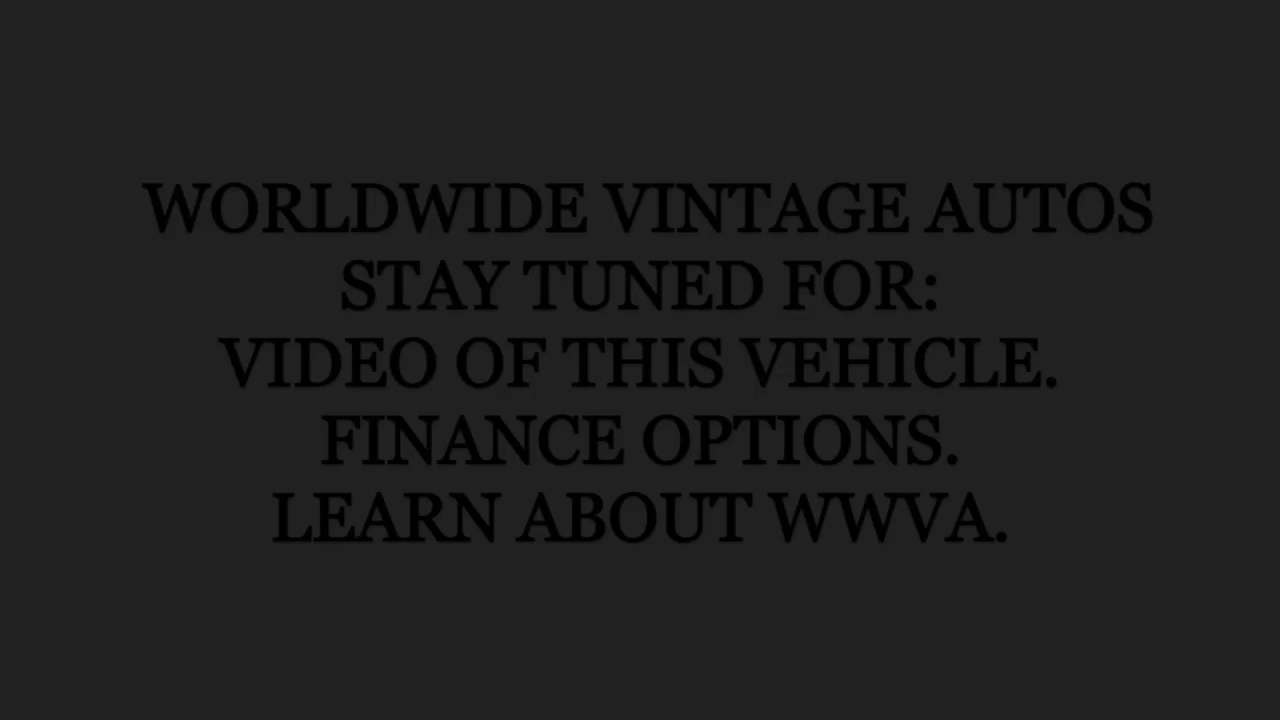 WORLDWIDE VINTAGE AUTOS
STAY TUNED FOR:
VIDEO OF THIS VEHICLE.
FINANCE OPTIONS.
LEARN ABOUT WWVA.